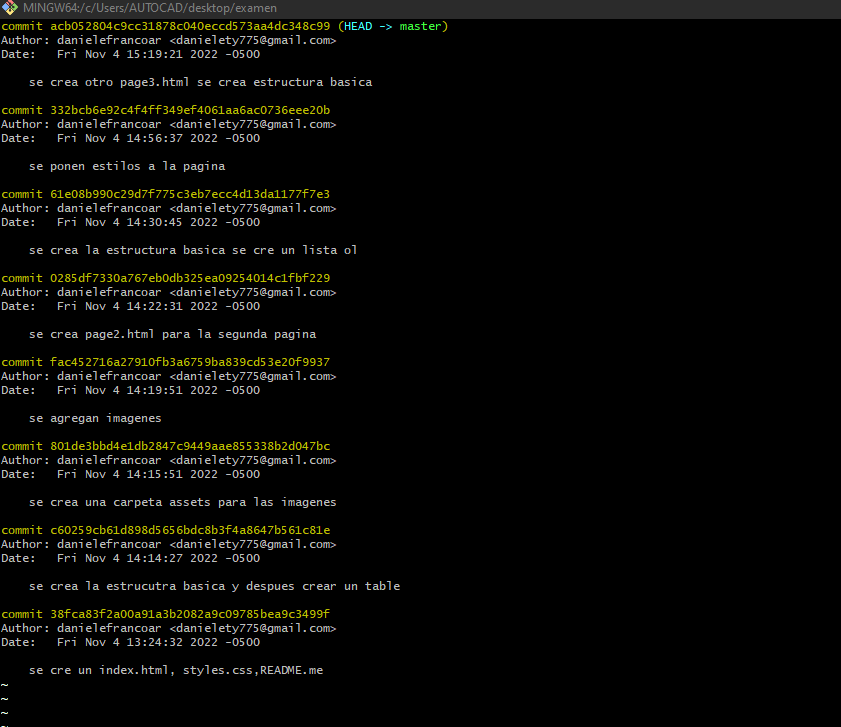 MINGW64:/c/Users/AUTOCAD/desktop/examen
commit acb052804c9cc31878c040eccd573aa4dc348c99 (HEAD -> master)
Author: danielefrancoar <danielety775@gmail.com>
Date:   Fri Nov 4 15:19:21 2022 -0500
se crea otro page3.html se crea estructura basica
commit 332bcb6e92c4f4ff349ef4061aa6ac0736eee20b
Author: danielefrancoar <danielety775@gmail.com>
Date:   Fri Nov 4 14:56:37 2022 -0500
se ponen estilos a la pagina
commit 61e08b990c29d7f775c3eb7ecc4d13da1177f7e3
Author: danielefrancoar <danielety775@gmail.com>
Date:   Fri Nov 4 14:30:45 2022 -0500
se crea la estructura basica se cre un lista ol
commit 0285df7330a767eb0db325ea09254014c1fbf229
Author: danielefrancoar <danielety775@gmail.com>
Date:   Fri Nov 4 14:22:31 2022 -0500
se crea page2.html para la segunda pagina
commit fac452716a27910fb3a6759ba839cd53e20f9937
Author: danielefrancoar <danielety775@gmail.com>
Date:   Fri Nov 4 14:19:51 2022 -0500
se agregan imagenes
commit 801de3bbd4e1db2847c9449aae855338b2d047bc
Author: danielefrancoar <danielety775@gmail.com>
Date:   Fri Nov 4 14:15:51 2022 -0500
se crea una carpeta assets para las imagenes
commit c60259cb61d898d5656bdc8b3f4a8647b561c81e
Author: danielefrancoar <danielety775@gmail.com>
Date:   Fri Nov 4 14:14:27 2022 -0500
se crea la estrucutra basica y despues crear un table
commit 38fca83f2a00a91a3b2082a9c09785bea9c3499f
Author: danielefrancoar <danielety775@gmail.com>
Date:   Fri Nov 4 13:24:32 2022 -0500
se cre un index.html, styles.css,README.me
~
~
~
~